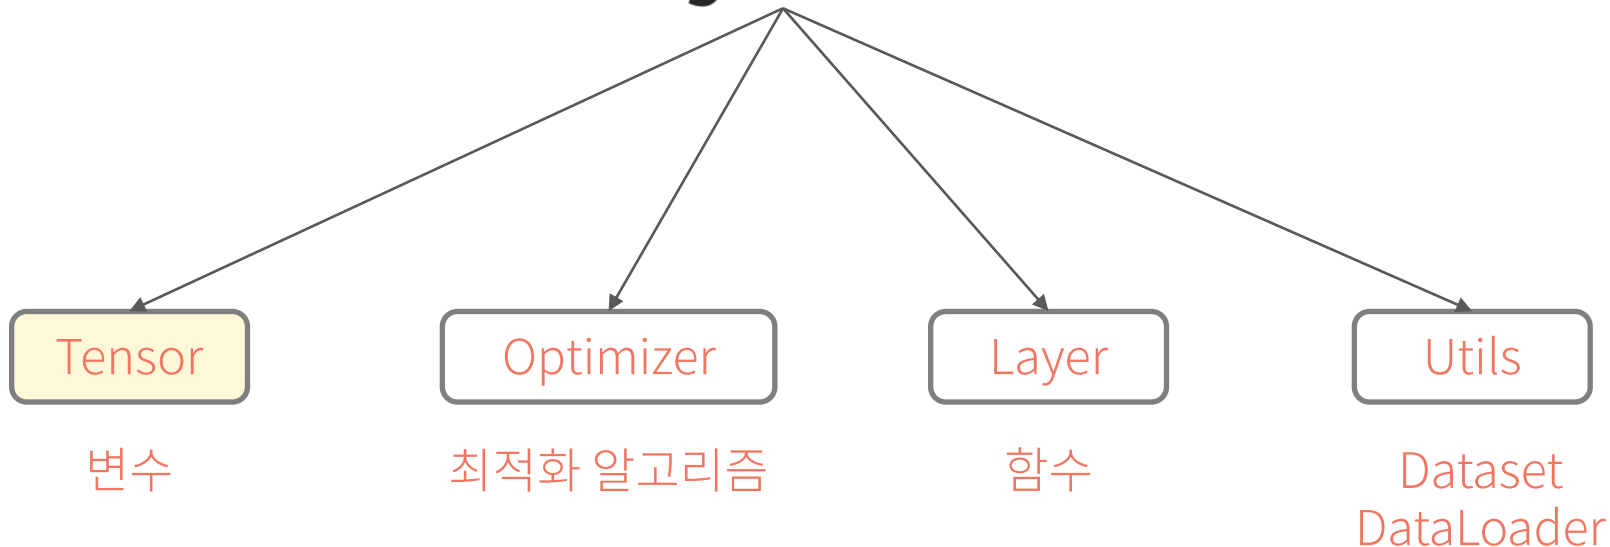 Tensor Optimizer Layer Utils
변수 최적화 알고리즘 함수 Dataset
DataLoader